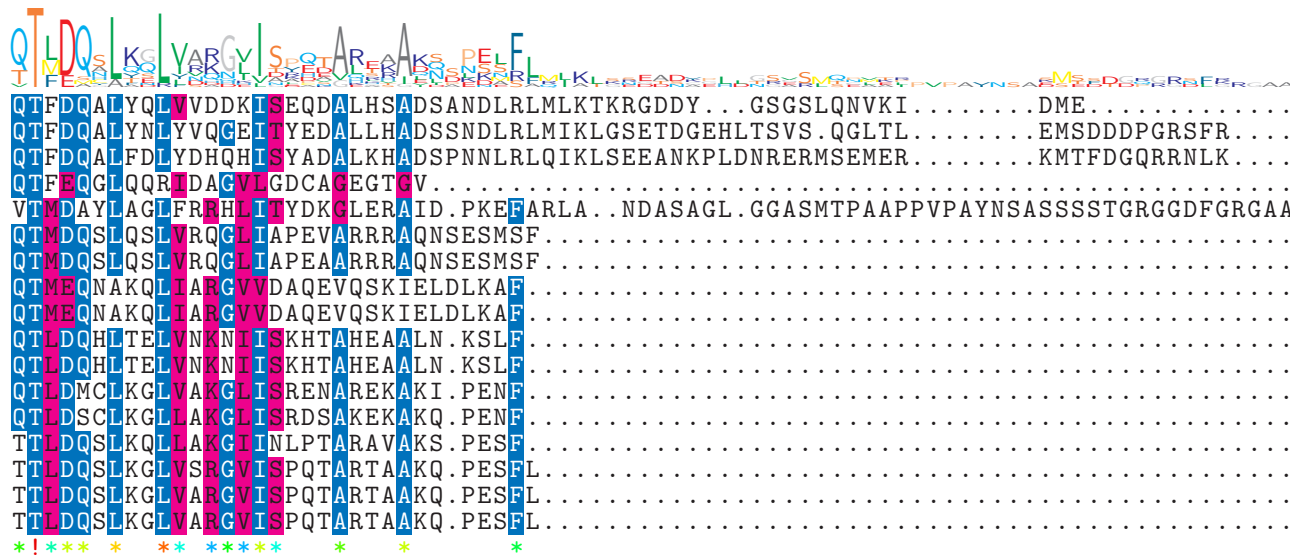 QTFDQALYQLVVDDKISEQDALHSADSANDLRLMLKTKRGDDY...GSGSLQNVKI        DME.............
QTFDQALYNLYVQGEITYEDALLHADSSNDLRLMIKLGSETDGEHLTSVS.QGLTL        EMSDDDPGRSFR....
QTFDQALFDLYDHQHISYADALKHADSPNNLRLQIKLSEEANKPLDNRERMSEMER        KMTFDGQRRNLK....
QTFEQGLQQRIDAGVLGDCAGEGTGV......................................................
VTMDAYLAGLFRRHLITYDKGLERAID.PKEFARLA..NDASAGL.GGASMTPAAPPVPAYNSASSSSTGRGGDFGRGAA
QTMDQSLQSLVRQGLIAPEVARRRAQNSESMSF...............................................
QTMDQSLQSLVRQGLIAPEAARRRAQNSESMSF...............................................
QTMEQNAKQLIARGVVDAQEVQSKIELDLKAF................................................
QTMEQNAKQLIARGVVDAQEVQSKIELDLKAF................................................
QTLDQHLTELVNKNIISKHTAHEAALN.KSLF................................................
QTLDQHLTELVNKNIISKHTAHEAALN.KSLF................................................
QTLDMCLKGLVAKGLISRENAREKAKI.PENF................................................
QTLDSCLKGLLAKGLISRDSAKEKAKQ.PENF................................................
TTLDQSLKQLLAKGIINLPTARAVAKS.PESF................................................
TTLDQSLKGLVSRGVISPQTARTAAKQ.PESFL...............................................
TTLDQSLKGLVARGVISPQTARTAAKQ.PESFL...............................................
TTLDQSLKGLVARGVISPQTARTAAKQ.PESFL...............................................
*!*** *  ** *****   *   *      *